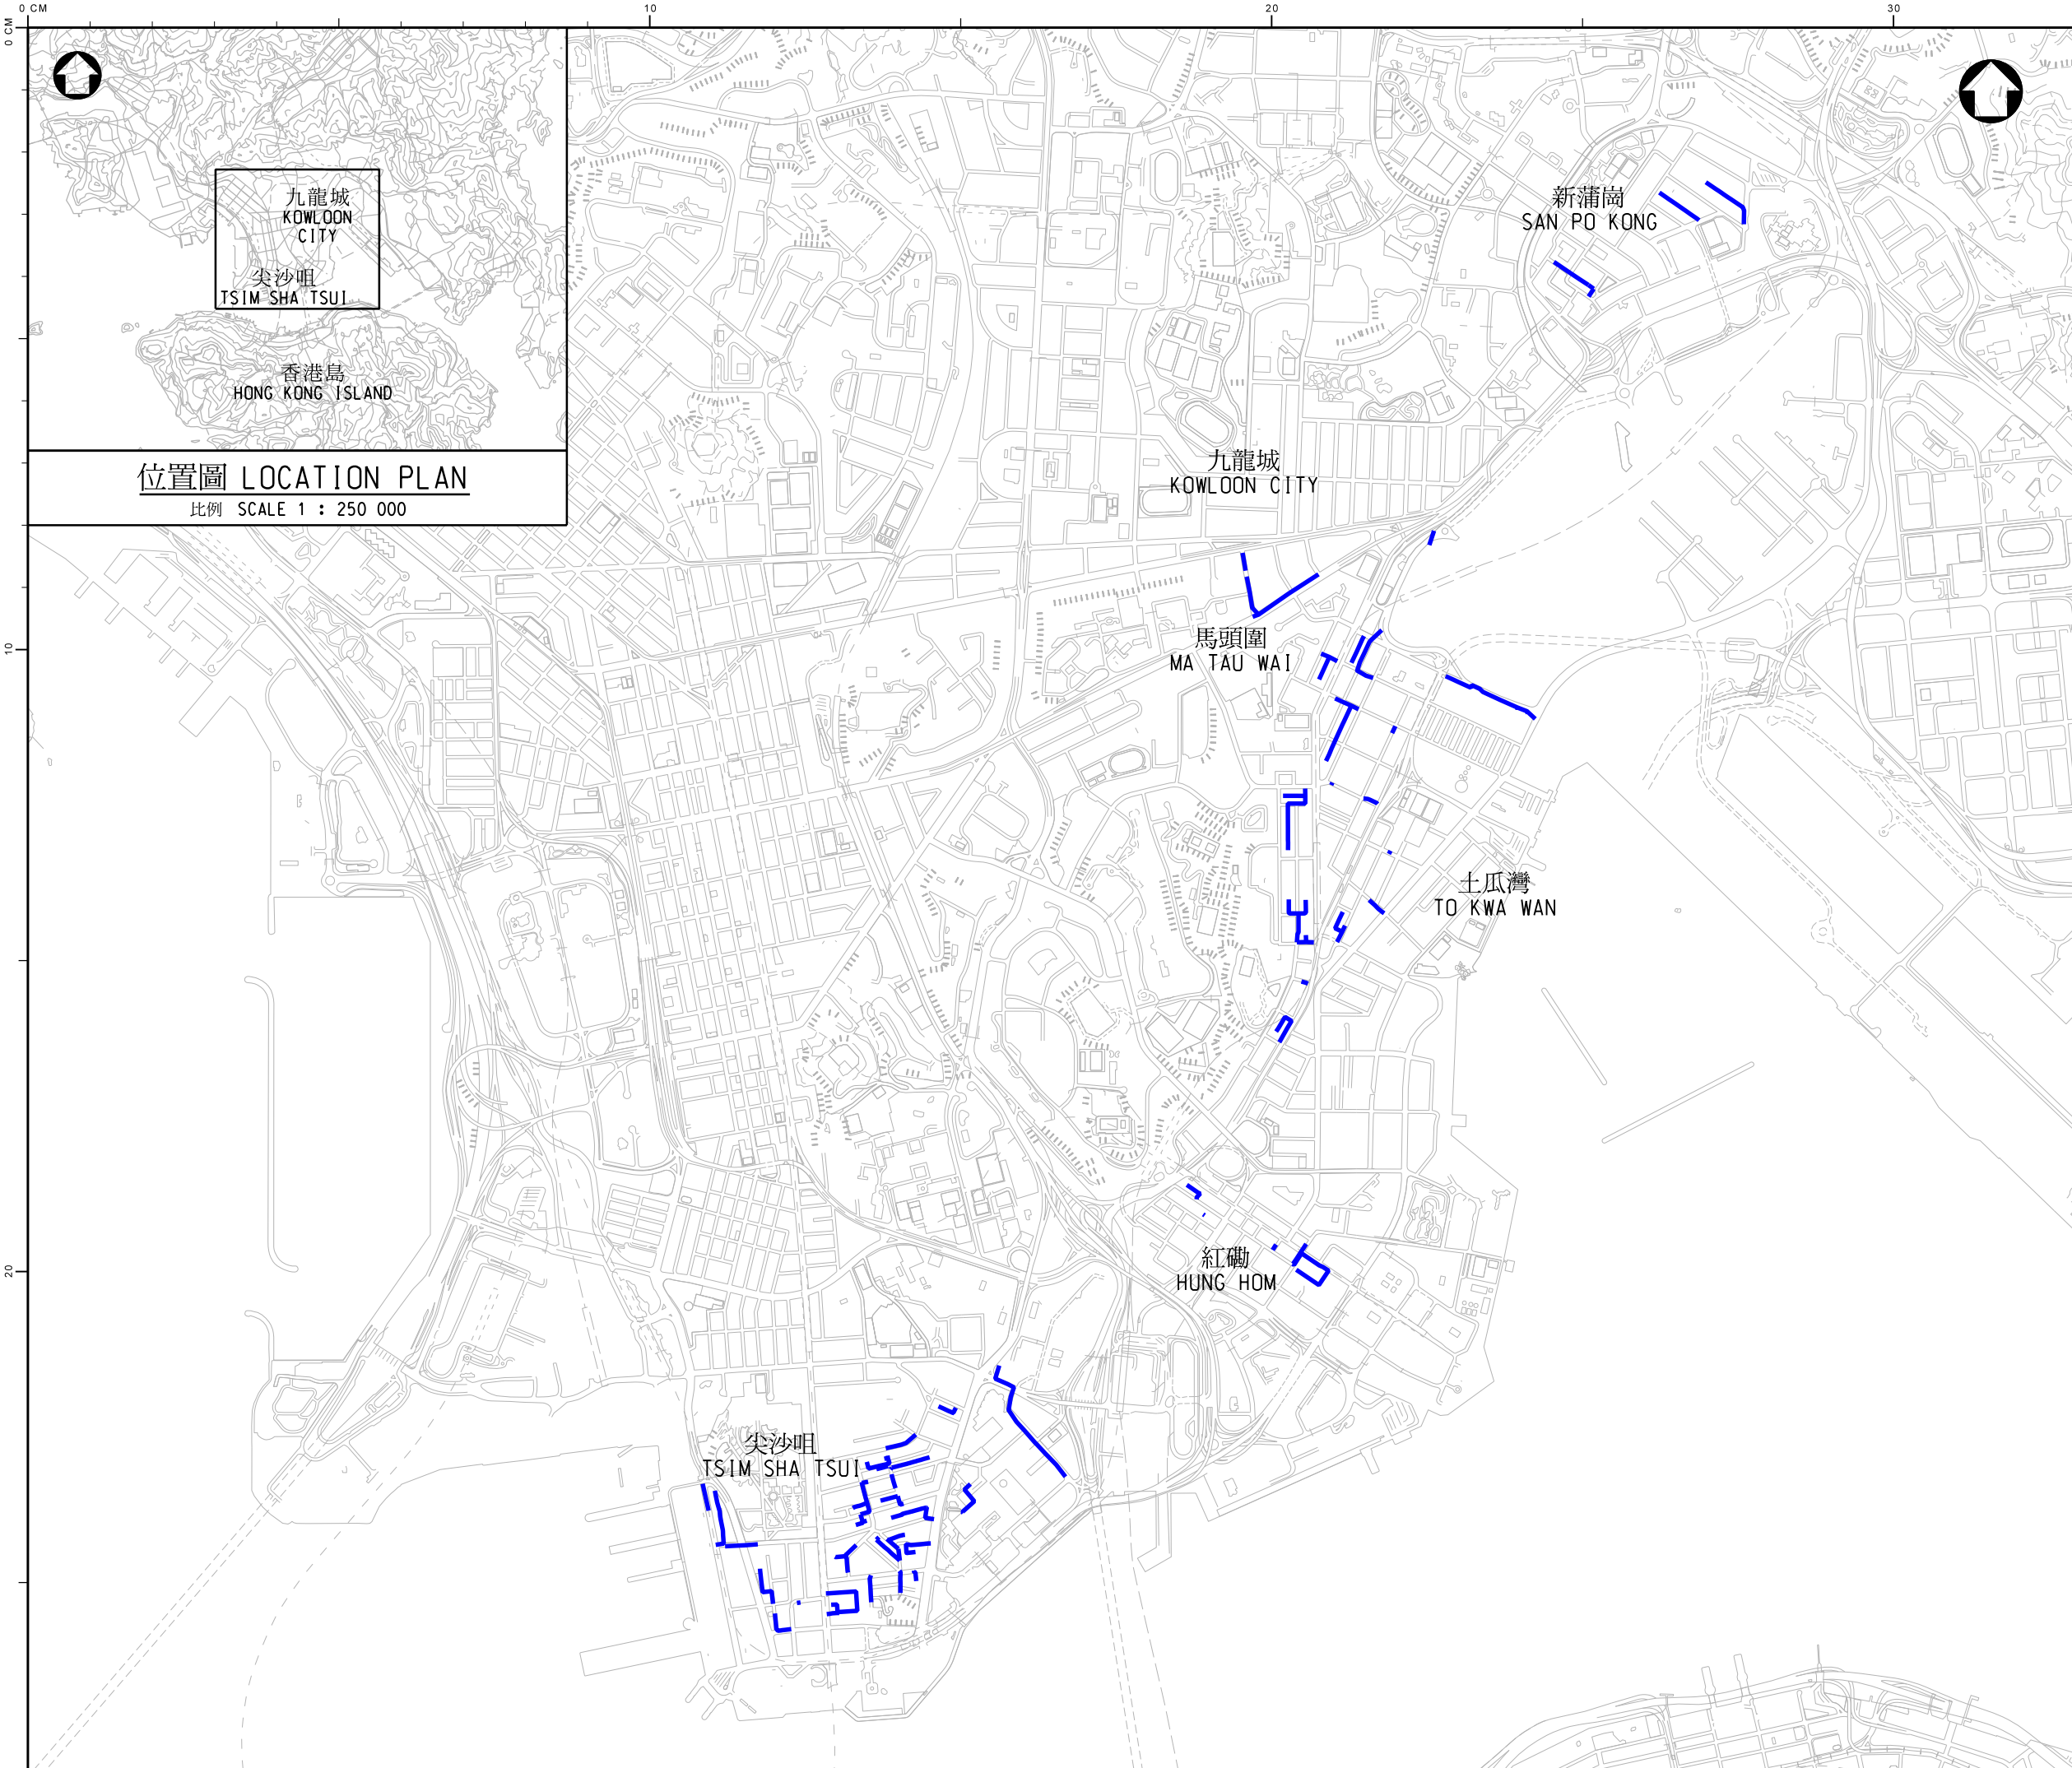 0 CM
10
20
30
0 CM
10
20
九龍城
KOWLOON
CITY
尖沙咀
TSIM SHA TSUI
香港島
HONG KONG ISLAND
位置圖 LOCATION PLAN
比例 SCALE 1 : 250 000
新蒲崗
SAN PO KONG
九龍城
KOWLOON CITY
馬頭圍
MA TAU WAI
土瓜灣
TO KWA WAN
紅磡
HUNG HOM
尖沙咀
TSIM SHA TSUI